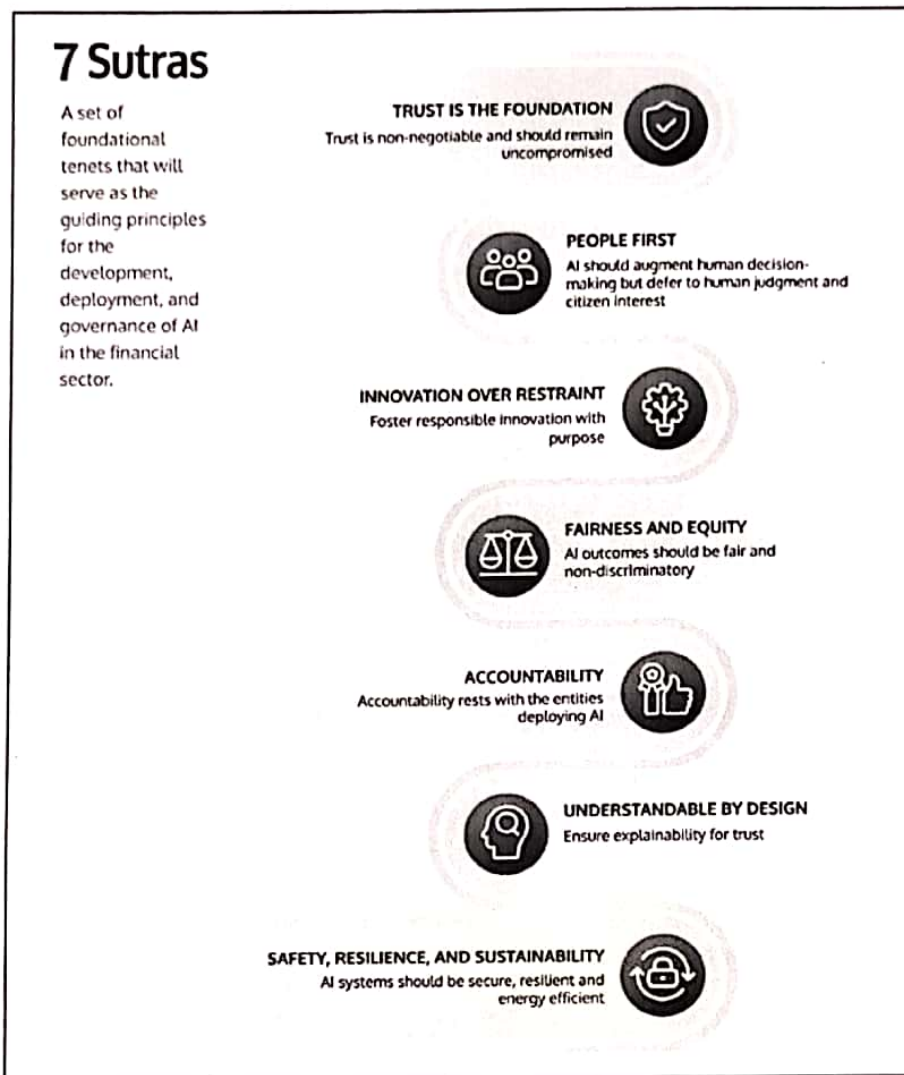 7 Sutras
A set of
foundational
tenets that will
serve as the
guiding principles
for the
development,
deployment, and
governance of AI
in the financial
sector.
TRUST IS THE FOUNDATION
Trust is non-negotiable and should remain
uncompromised
PEOPLE FIRST
AI should augment human decision-
making but defer to human judgment and
citizen interest
INNOVATION OVER RESTRAINT
Foster responsible innovation with
purpose
FAIRNESS AND EQUITY
AI outcomes should be fair and
non-discriminatory
ACCOUNTABILITY
Accountability rests with the entities
deploying AI
UNDERSTANDABLE BY DESIGN
Ensure explainability for trust
SAFETY, RESILIENCE, AND SUSTAINABILITY
AI systems should be secure, resilient and
energy efficient